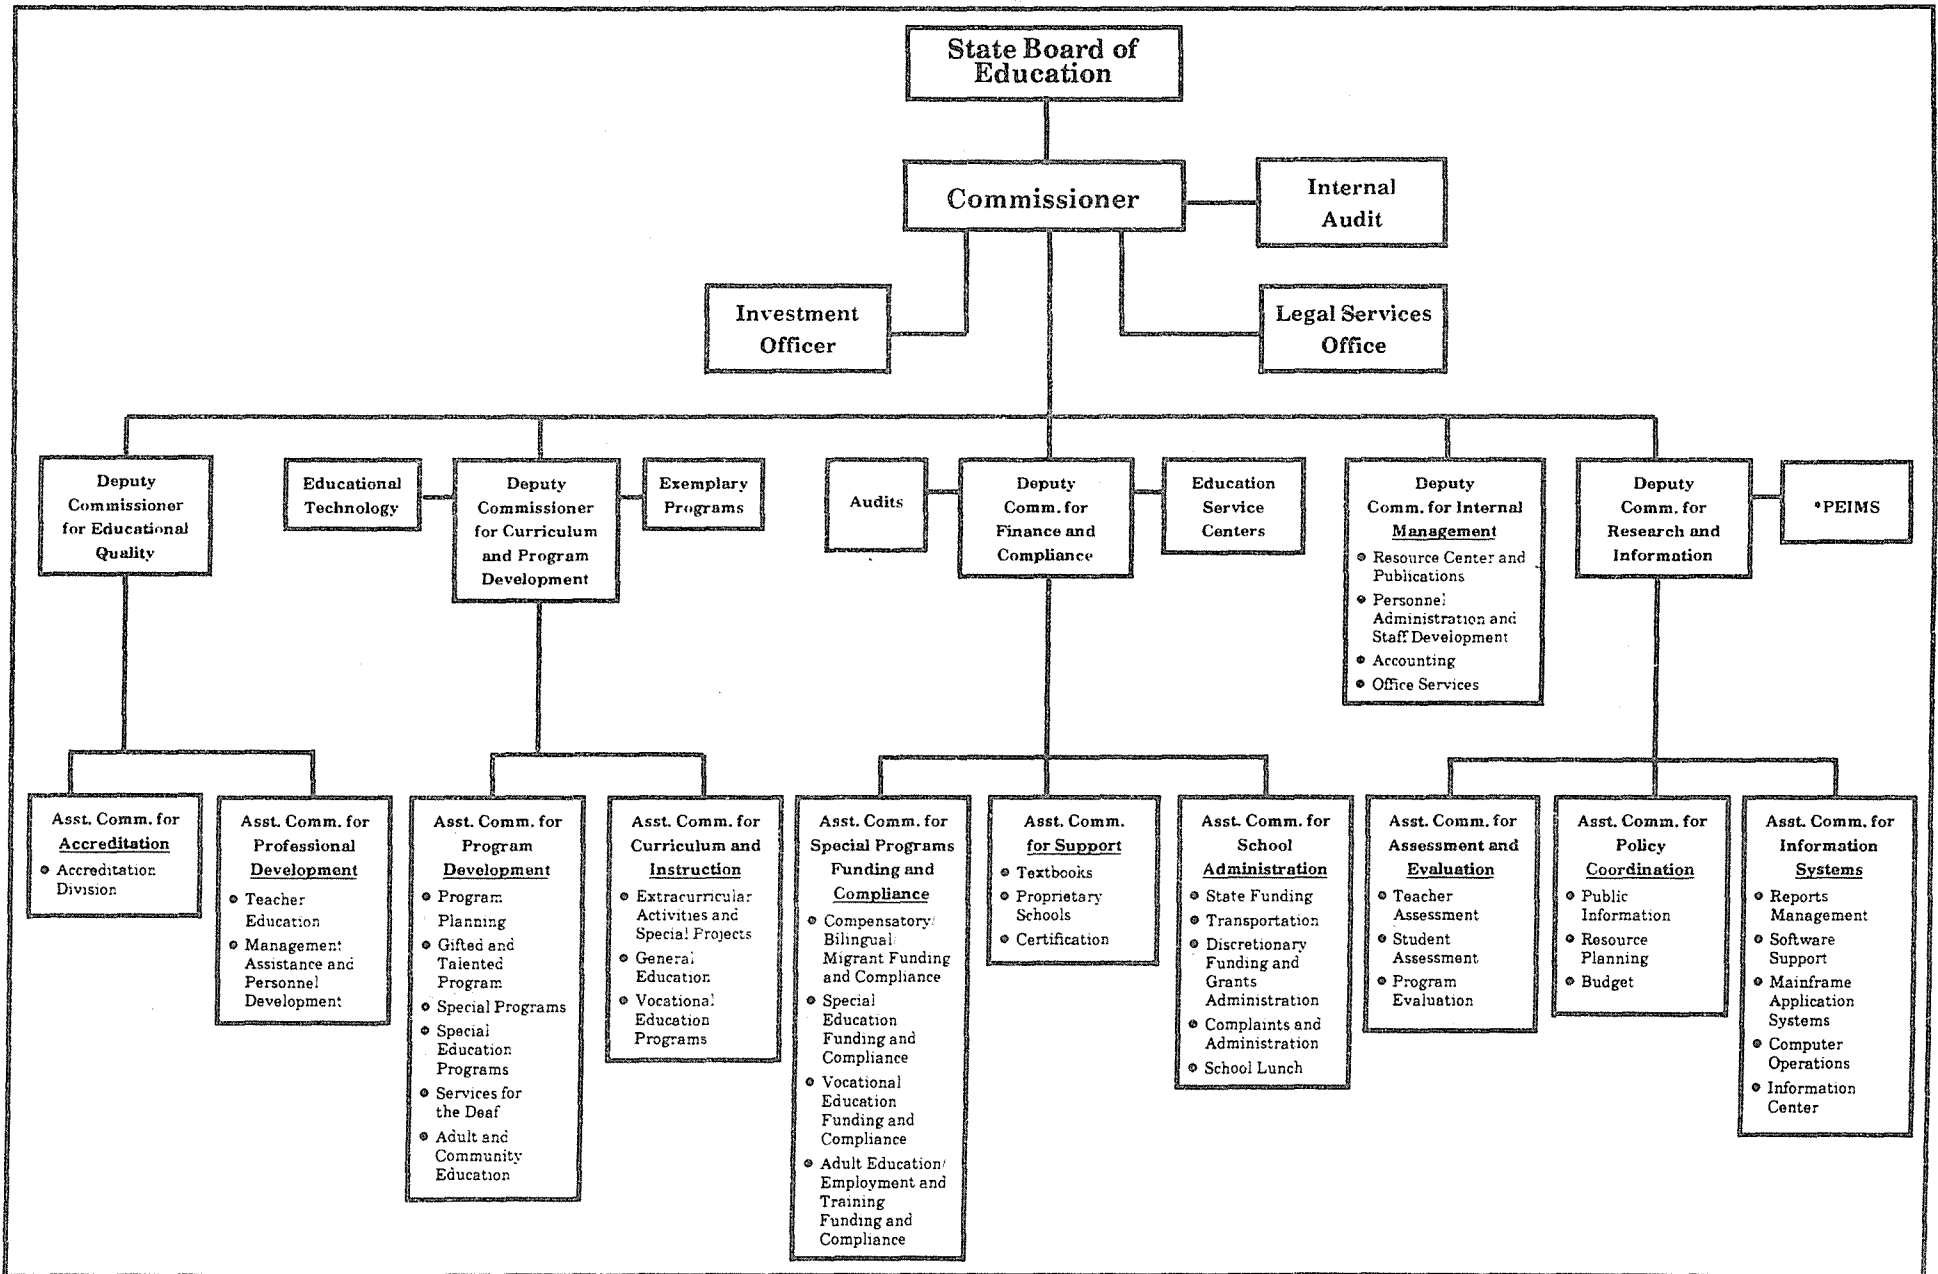 State Board of
Education
Commissioner
Internal
Audit
Investment
Officer
Legal Services
Office
Deputy
Commissioner
for Educational
Quality
Educational
Technology
Deputy
Commissioner
for Curriculum
and Program
Development
Exemplary
Programs
Audits
Deputy
Comm. for
Finance and
Compliance
Education
Service
Centers
Deputy
Comm. for Internal
Management
• Resource Center and
Publications
• Personnel
Administration and
Staff Development
• Accounting
• Office Services
Deputy
Comm. for
Research and
Information
*PEIMS
Asst. Comm. for
Accreditation
• Accreditation
Division
Asst. Comm. for
Professional
Development
• Teacher
Education
• Management
Assistance and
Personnel
Development
Asst. Comm. for
Program
Development
• Program
Planning
• Gifted and
Talented
Program
• Special Programs
• Special
Education
Programs
• Services for
the Deaf
• Adult and
Community
Education
Asst. Comm. for
Curriculum and
Instruction
• Extracurricular
Activities and
Special Projects
• General
Education
• Vocational
Education
Programs
Asst. Comm. for
Special Programs
Funding and
Compliance
• Compensatory/
Bilingual/
Migrant Funding
and Compliance
• Special
Education
Funding and
Compliance
• Vocational
Education
Funding and
Compliance
• Adult Education/
Employment and
Training
Funding and
Compliance
Asst. Comm.
for Support
• Textbooks
• Proprietary
Schools
• Certification
Asst. Comm. for
School
Administration
• State Funding
• Transportation
• Discretionary
Funding and
Grants
Administration
• Complaints and
Administration
• School Lunch
Asst. Comm. for
Assessment and
Evaluation
• Teacher
Assessment
• Student
Assessment
• Program
Evaluation
Asst. Comm. for
Policy
Coordination
• Public
Information
• Resource
Planning
• Budget
Asst. Comm. for
Information
Systems
• Reports
Management
• Software
Support
• Mainframe
Application
Systems
• Computer
Operations
• Information
Center